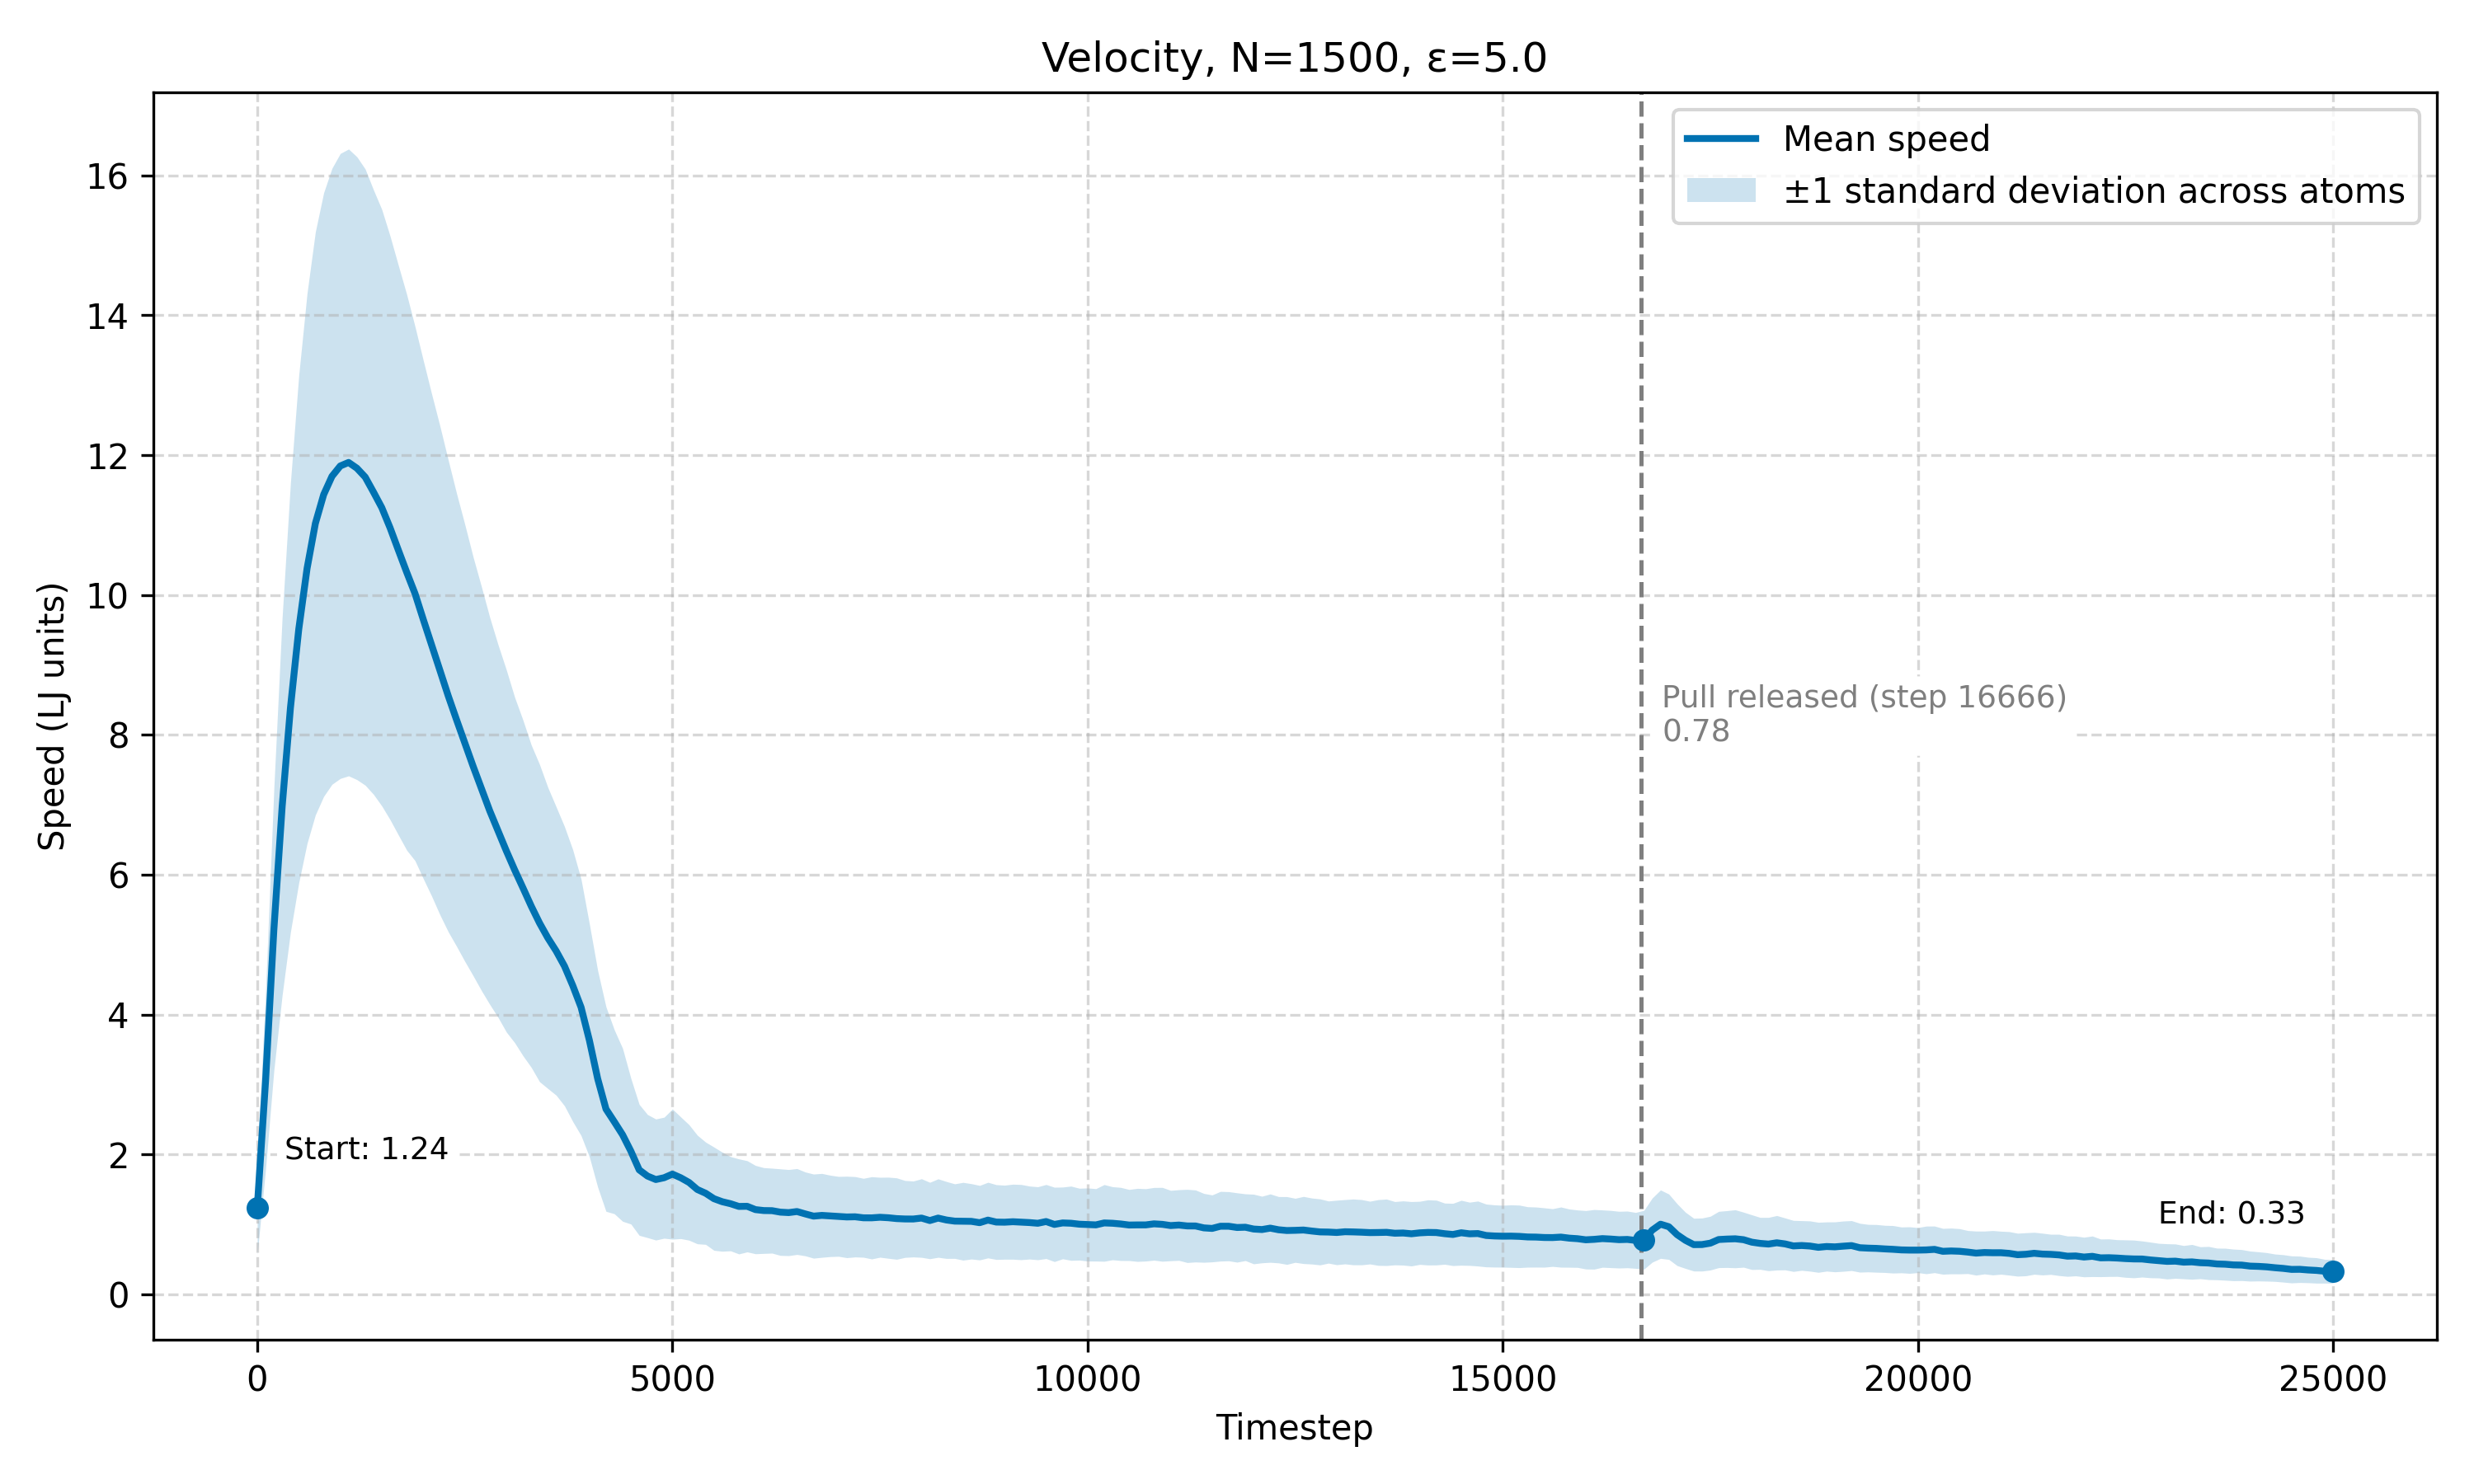 Velocity, N=1500, ε=5.0
Mean speed
±1 standard deviation across atoms
16
14
12
10
8
6
4
2
0
Speed (LJ units)
Pull released (step 16666)
0.78
Start: 1.24
End: 0.33
0
5000
10000
15000
20000
25000
Timestep